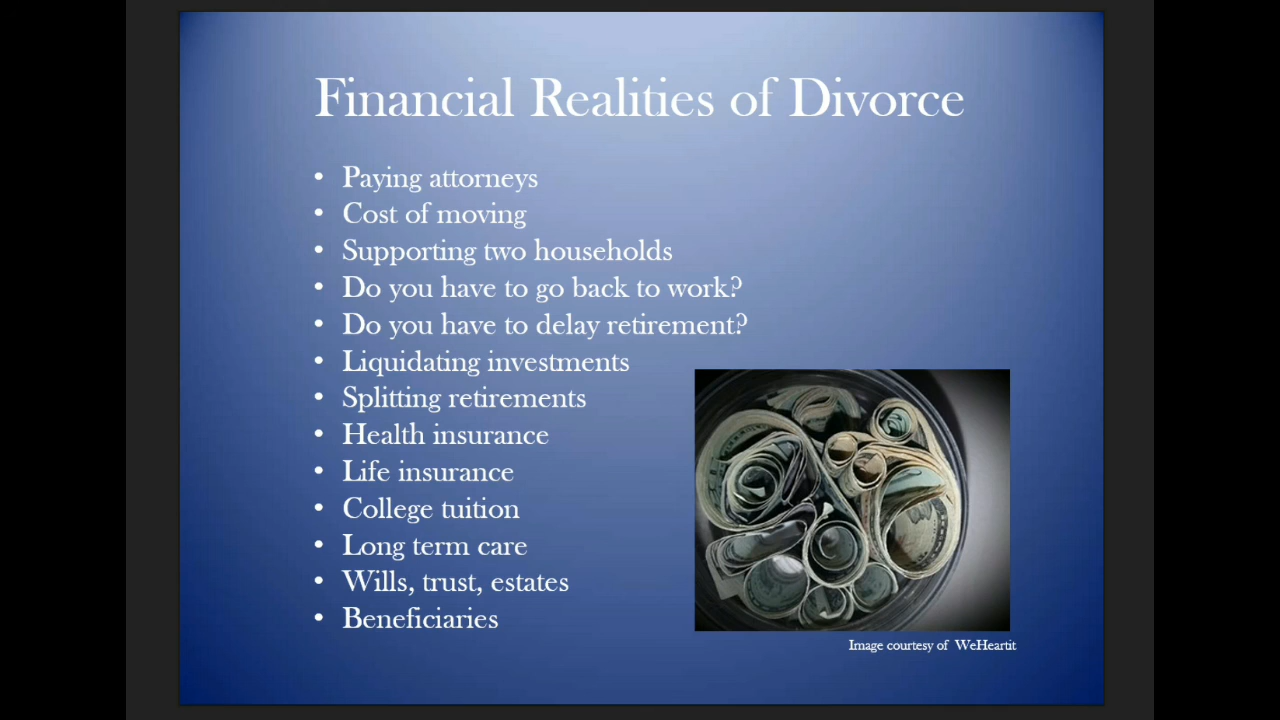 Financial Realities of Divorce
• Paying attorneys
• Cost of moving
• Supporting two households
• Do you have to go back to work?
• Do you have to delay retirement?
• Liquidating investments
• Splitting retirements
• Health insurance
• Life insurance
• College tuition
• Long term care
• Wills, trust, estates
• Beneficiaries
Image courtesy of WeHeartit